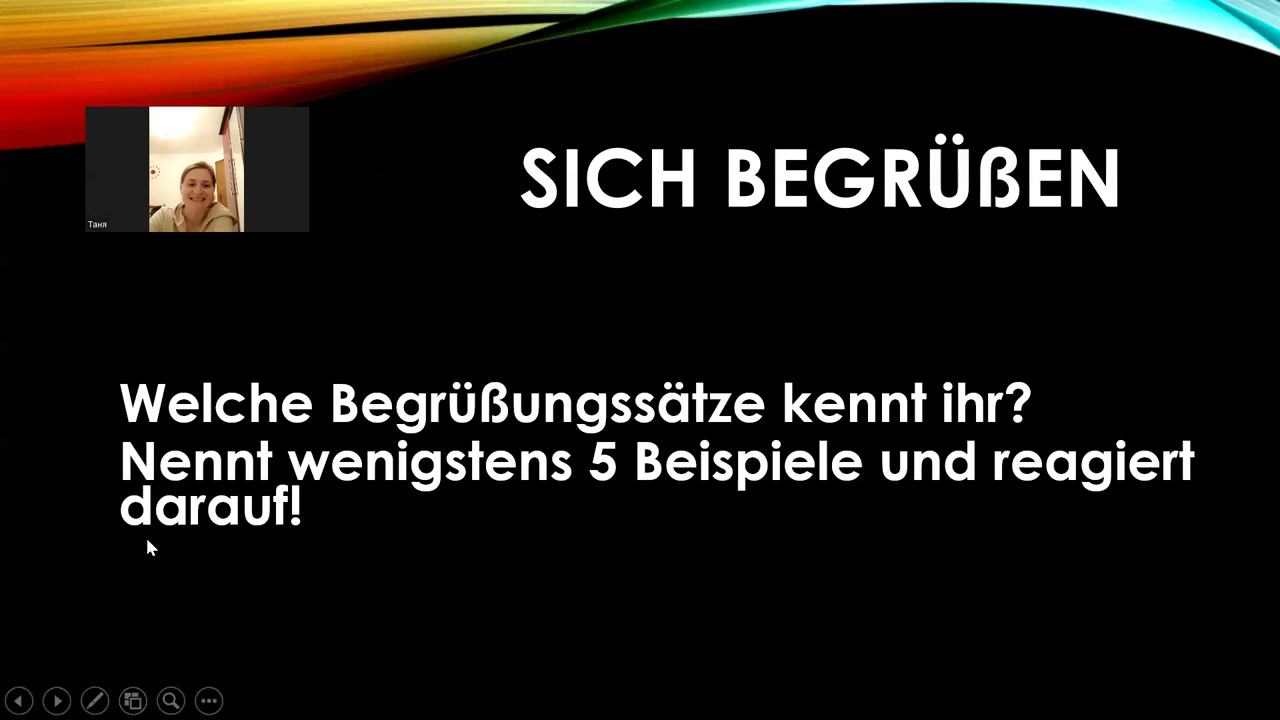 Таня
SICH BEGRÜßEN
Welche Begrüßungssätze kennt ihr?
Nennt wenigstens 5 Beispiele und reagiert
darauf!